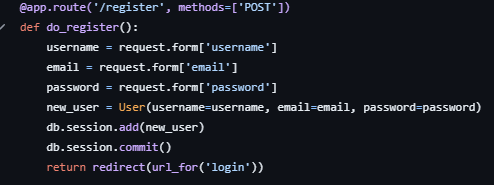 @app.route('/register', methods=['POST'])
def do_register():
    username = request.form['username']
    email = request.form['email']
    password = request.form['password']
    new_user = User(username=username, email=email, password=password)
    db.session.add(new_user)
    db.session.commit()
    return redirect(url_for('login'))